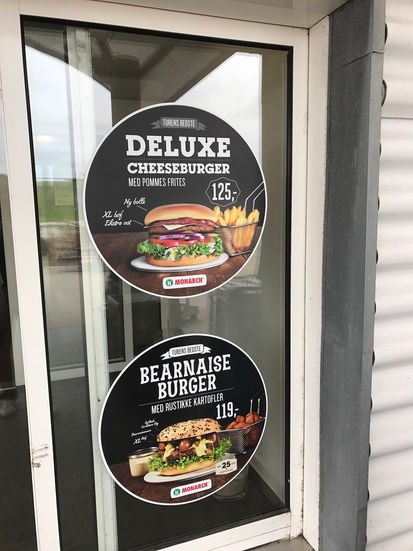 TURENS BEDSTE
DELUXE
CHEESEBURGER
MED POMMES FRITES
125,-
Ny bolle
XL bøf
Ekstra ost
MONARCH
TURENS BEDSTE
BEARNAISE
BURGER
MED RUSTIKKE KARTOFLER
119,-
XL bøf
25
MONARCH